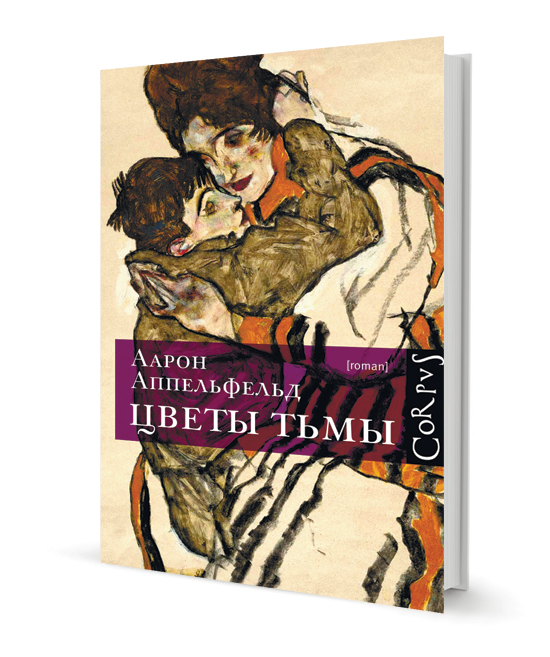 Аарон
Аппельфельд
[roman]
цветы тьмы
CORPVS